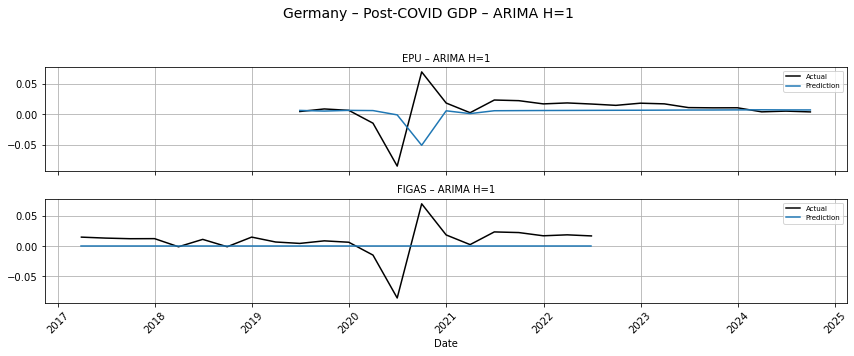 Germany – Post-COVID GDP – ARIMA H=1
EPU – ARIMA H=1
0.05
0.00
−0.05
Actual
Prediction
FIGAS – ARIMA H=1
0.05
0.00
−0.05
Actual
Prediction
2017
2018
2019
2020
2021
2022
2023
2024
2025
Date